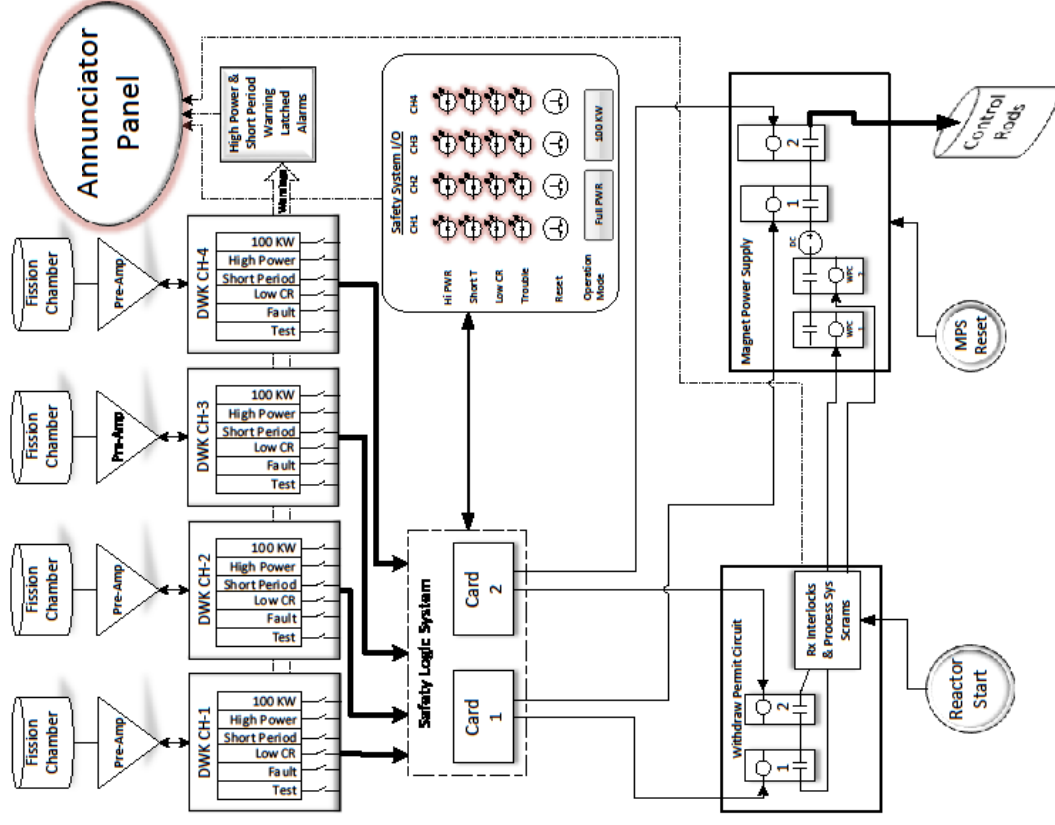 Fission
Chamber
Fission
Chamber
Fission
Chamber
Fission
Chamber
Annunciator
Panel
Pre-Amp
Pre-Amp
Pre-Amp
Pre-Amp
High Power &
Short Period
Warning
Latched
Alarms
Warnings
DWK CH-1
100 KW
High Power
Short Period
Low CR
Fault
Test
DWK CH-2
100 KW
High Power
Short Period
Low CR
Fault
Test
DWK CH-3
100 KW
High Power
Short Period
Low CR
Fault
Test
DWK CH-4
100 KW
High Power
Short Period
Low CR
Fault
Test
Safety System I/O
CH1
CH2
CH3
CH4
Hi PWR
Short T
Low CR
Trouble
Reset
Operation
Mode
Full PWR
100 KW
Safety Logic System
Card
1
Card
2
Withdraw Permit Circuit
1
2
Rx Interlocks
& Process Sys
Scrams
Reactor
Start
Magnet Power Supply
WPC
1
WPC
2
DC
1
2
MPS
Reset
Control
Rods